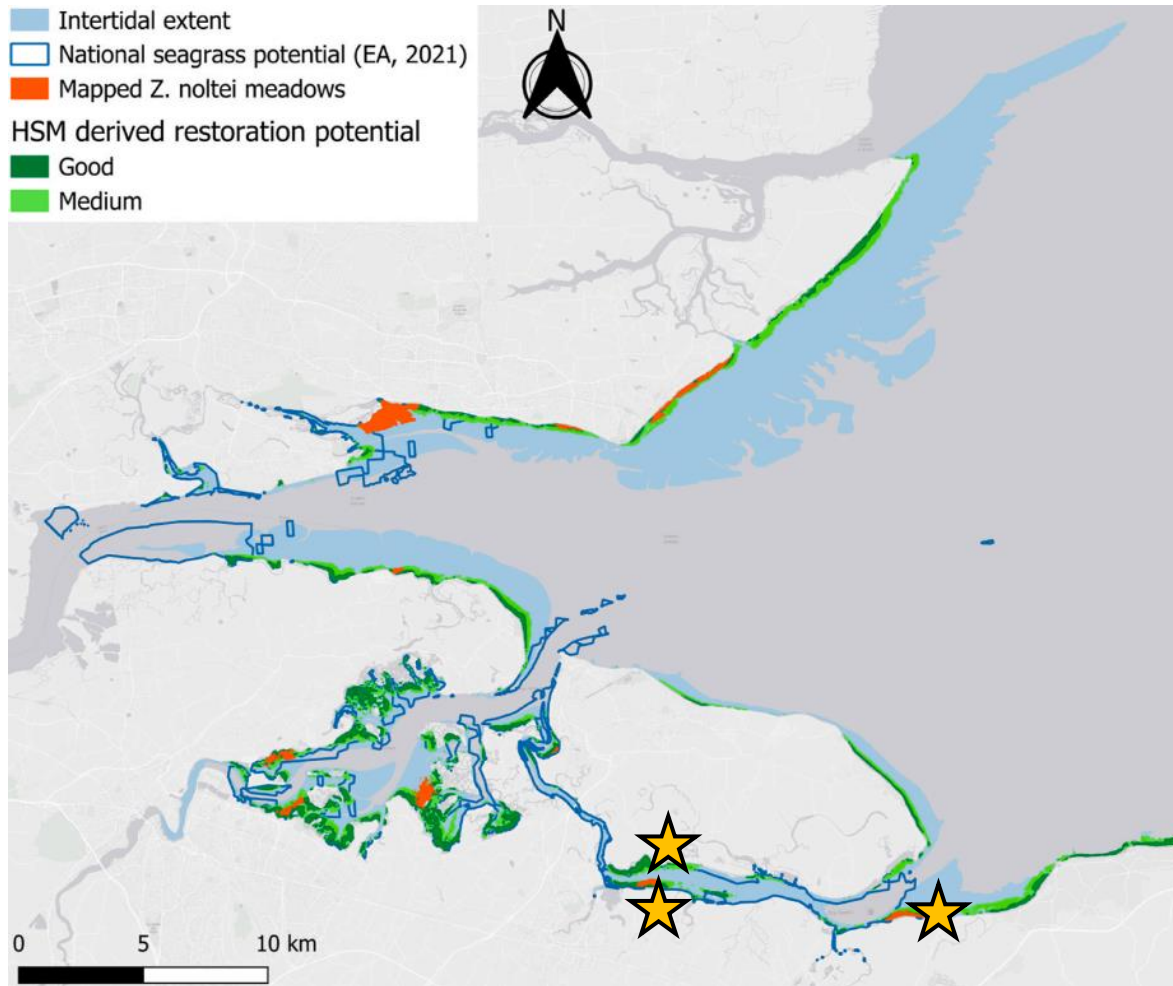 Intertidal extent
National seagrass potential (EA, 2021)
Mapped Z. noltei meadows
HSM derived restoration potential
Good
Medium
N
0 5 10 km